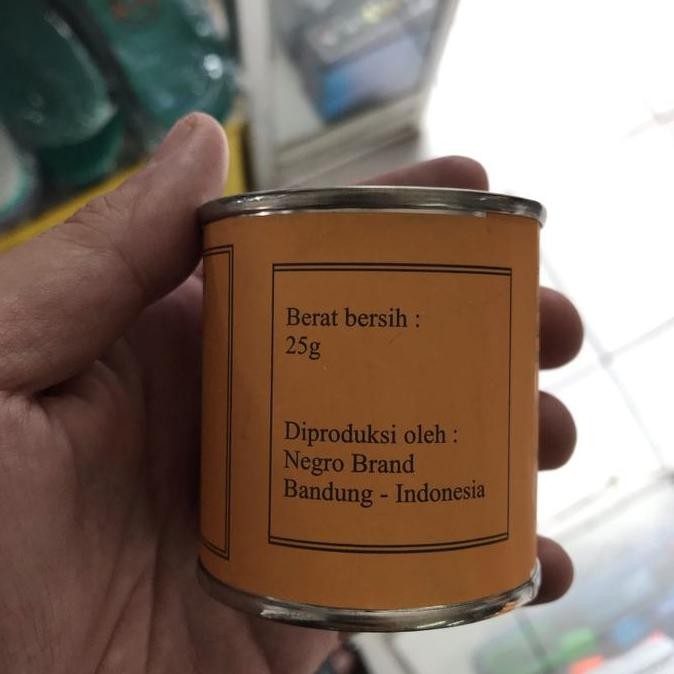 Berat bersih :
25g
Diproduksi oleh :
Negro Brand
Bandung - Indonesia